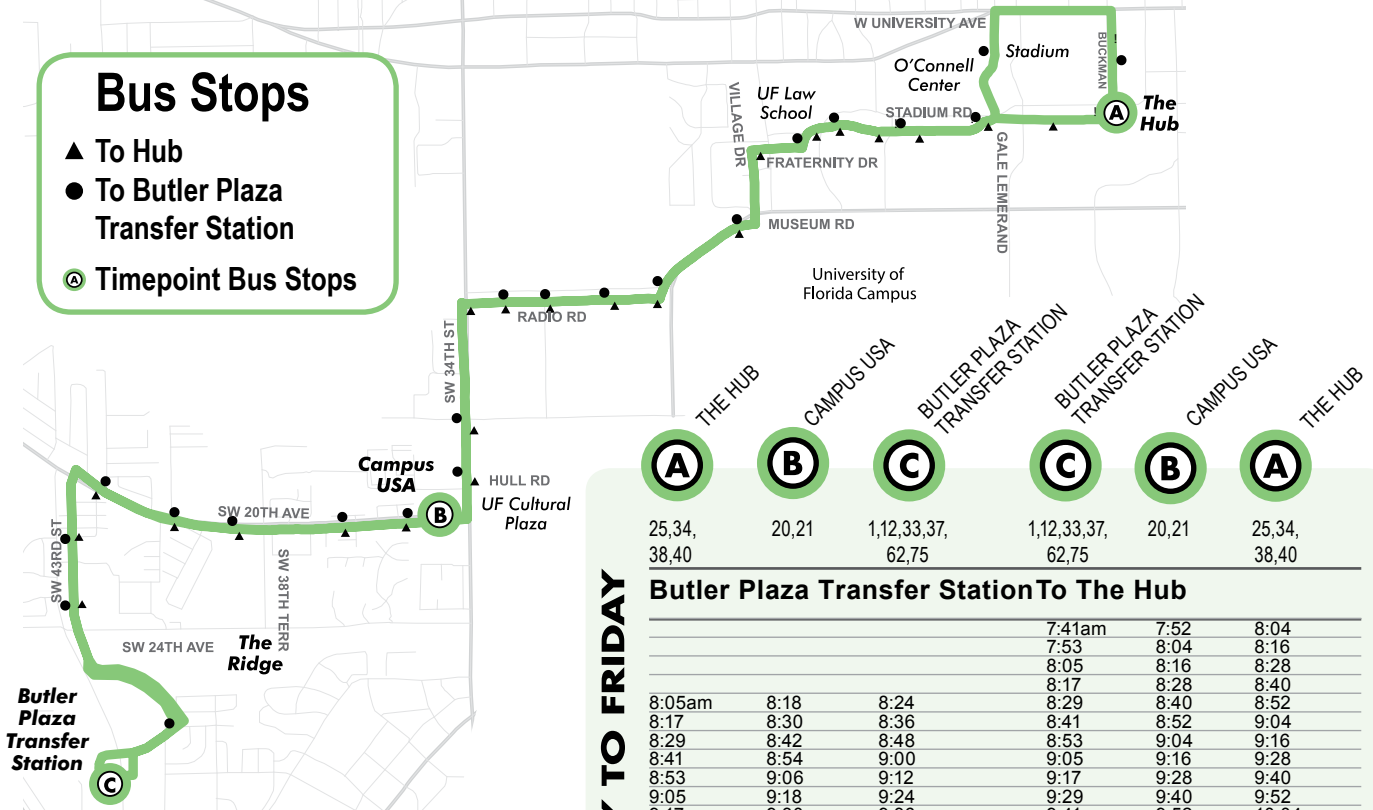 Bus Stops
▲ To Hub
● To Butler Plaza
Transfer Station
A Timepoint Bus Stops
W UNIVERSITY AVE
BUCKMAN
Stadium
O'Connell
Center
STADIUM RD
A
The
Hub
UF Law
School
VILLAGE DR
FRATERNITY DR
GALE LEMERAND
MUSEUM RD
University of
Florida Campus
RADIO RD
SW 34TH ST
Campus
USA
B
HULL RD
UF Cultural
Plaza
SW 20TH AVE
SW 43RD ST
SW 38TH TERR
SW 24TH AVE
The
Ridge
Butler
Plaza
Transfer
Station
C
THE HUB
CAMPUS USA
BUTLER PLAZA
TRANSFER STATION
BUTLER PLAZA
TRANSFER STATION
CAMPUS USA
THE HUB
A B C C B A
25,34, 20,21 1,12,33,37, 1,12,33,37, 20,21 25,34,
38,40 62,75 62,75 38,40
Butler Plaza Transfer Station To The Hub
Y TO FRIDAY
7:41am 7:52 8:04
7:53 8:04 8:16
8:05 8:16 8:28
8:17 8:28 8:40
8:05am 8:18 8:24 8:29 8:40 8:52
8:17 8:30 8:36 8:41 8:52 9:04
8:29 8:42 8:48 8:53 9:04 9:16
8:41 8:54 9:00 9:05 9:16 9:28
8:53 9:06 9:12 9:17 9:28 9:40
9:05 9:18 9:24 9:29 9:40 9:52